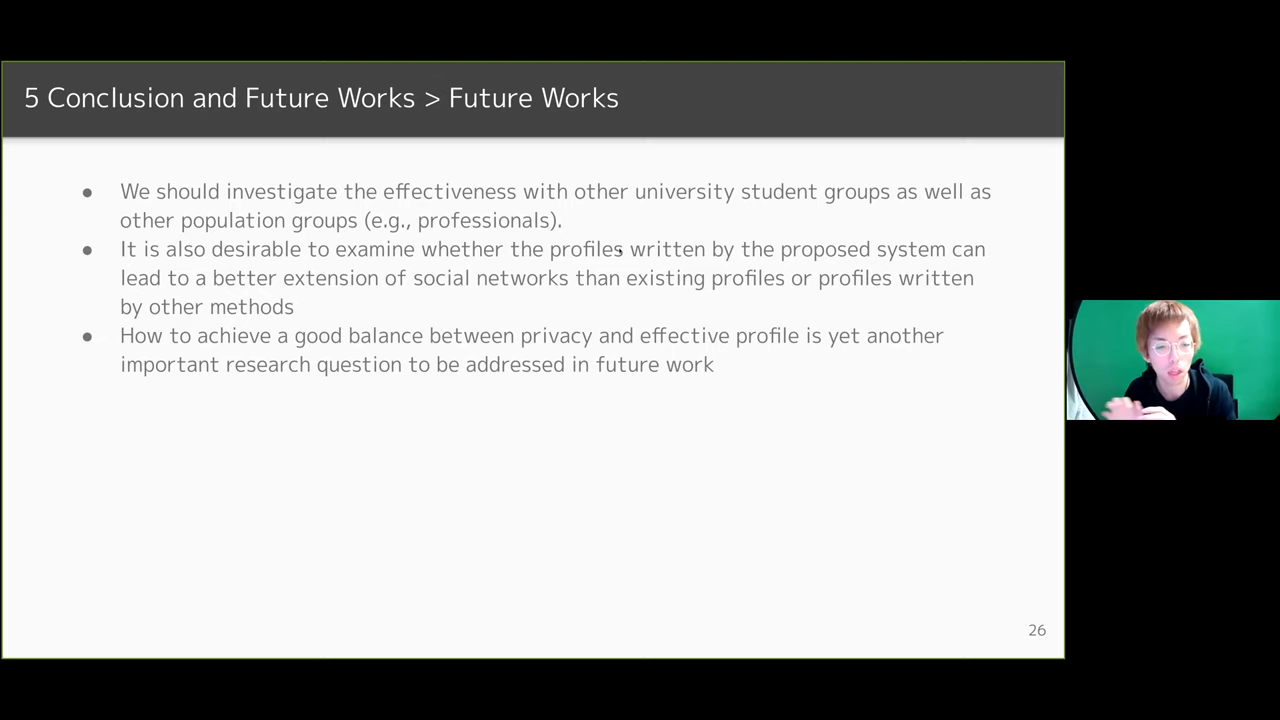 5 Conclusion and Future Works > Future Works
● We should investigate the effectiveness with other university student groups as well as
other population groups (e.g., professionals).
● It is also desirable to examine whether the profiles written by the proposed system can
lead to a better extension of social networks than existing profiles or profiles written
by other methods
● How to achieve a good balance between privacy and effective profile is yet another
important research question to be addressed in future work
26